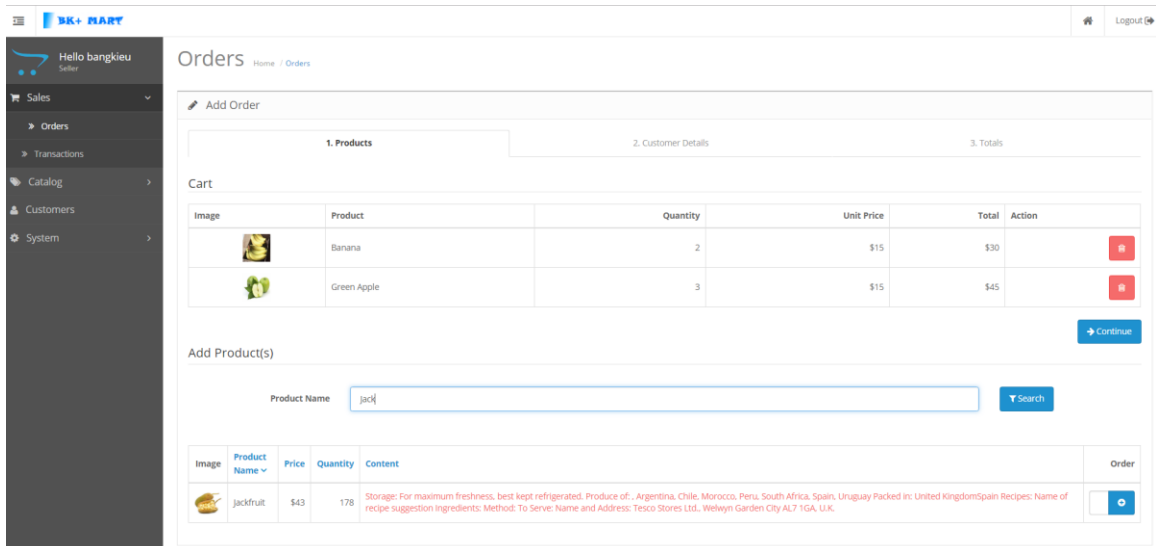 BK+ MART
Logout
Hello bangkieu
Seller
Sales
» Orders
» Transactions
Catalog
Customers
System
Orders Home / Orders
Add Order
1. Products 2. Customer Details 3. Totals
Cart
Image Product Quantity Unit Price Total Action
Banana 2 $15 $30
Green Apple 3 $15 $45
Continue
Add Product(s)
Product Name Jack Search
Image Product Name Price Quantity Content Order
Jackfruit $43 178
Storage: For maximum freshness, best kept refrigerated. Produce of: , Argentina, Chile, Morocco, Peru, South Africa, Spain, Uruguay Packed in: United KingdomSpain Recipes: Name of
recipe suggestion Ingredients: Method: To Serve: Name and Address: Tesco Stores Ltd., Welwyn Garden City AL7 1GA, U.K.